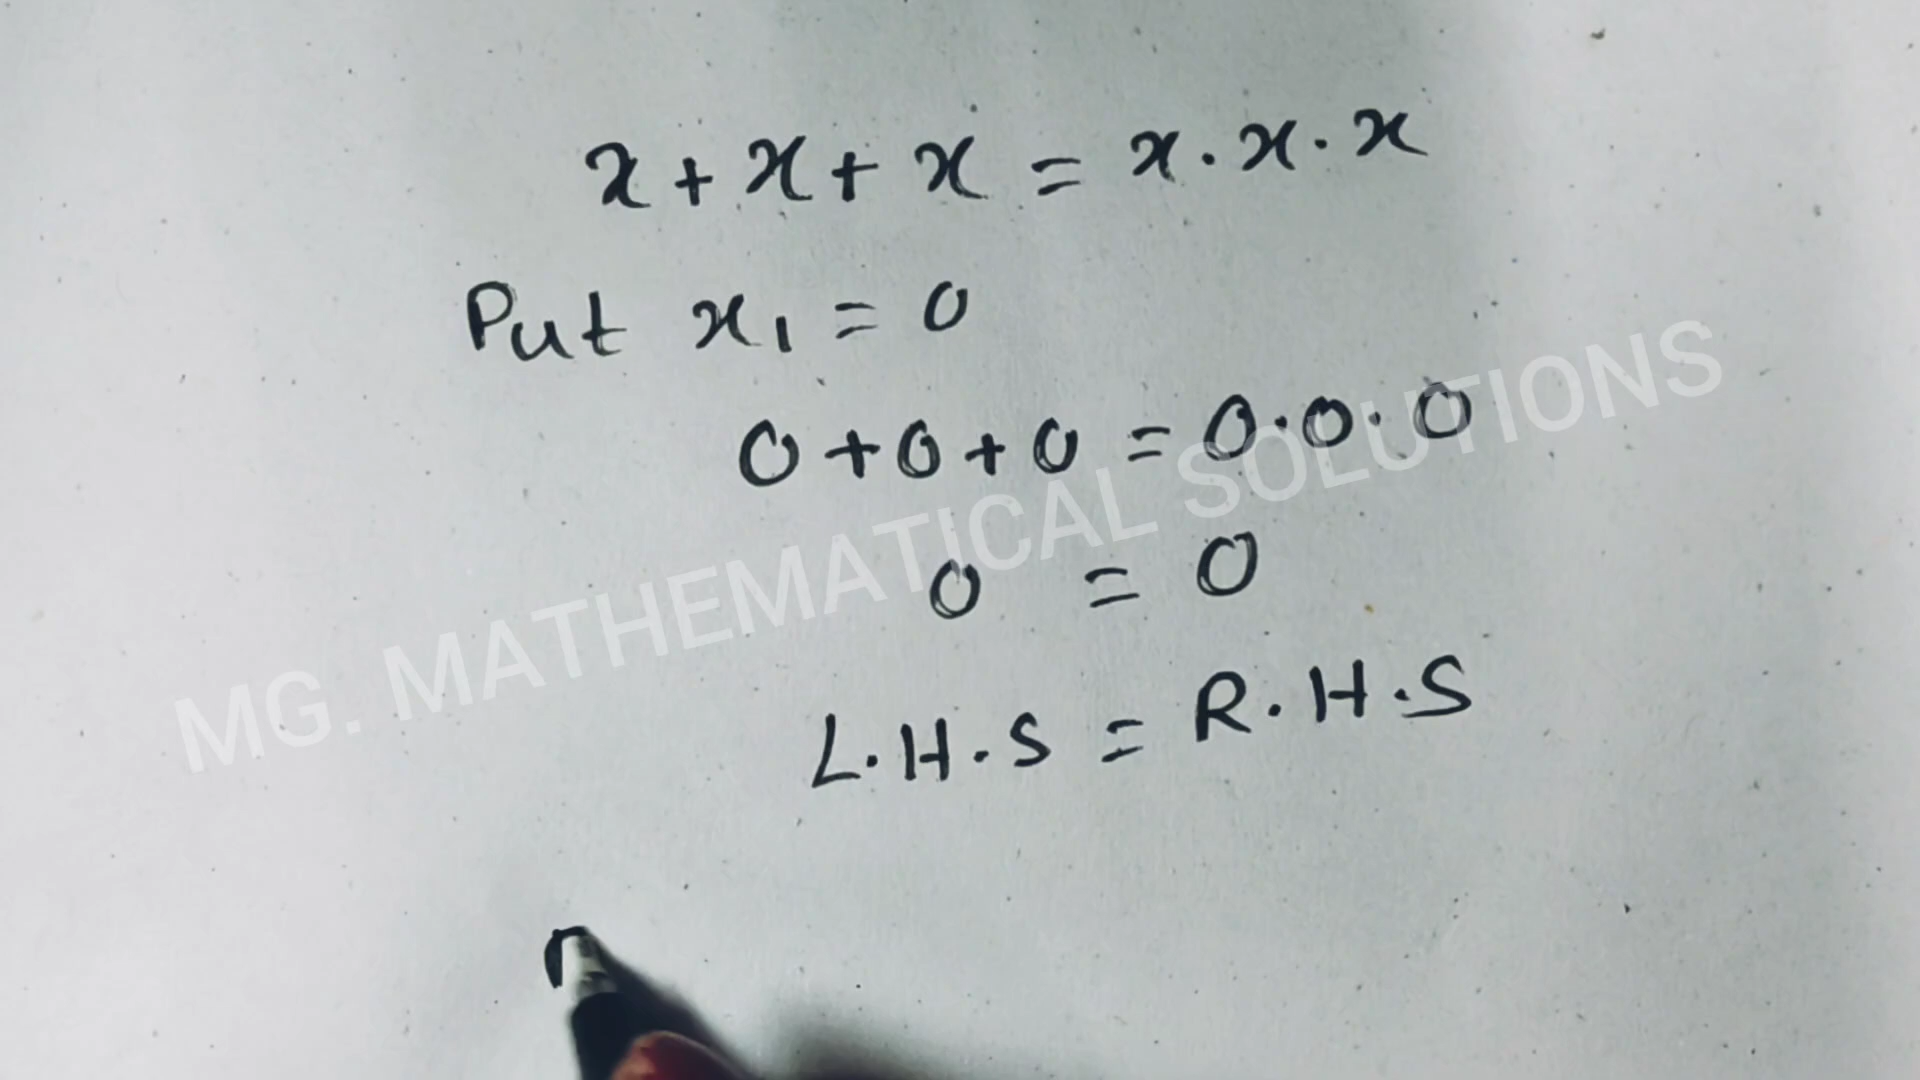 x + x + x = x . x . x
Put x₁ = 0
0 + 0 + 0 = 0 . 0 . 0
0 = 0
L.H.S = R.H.S
MG. MATHEMATICAL SOLUTIONS